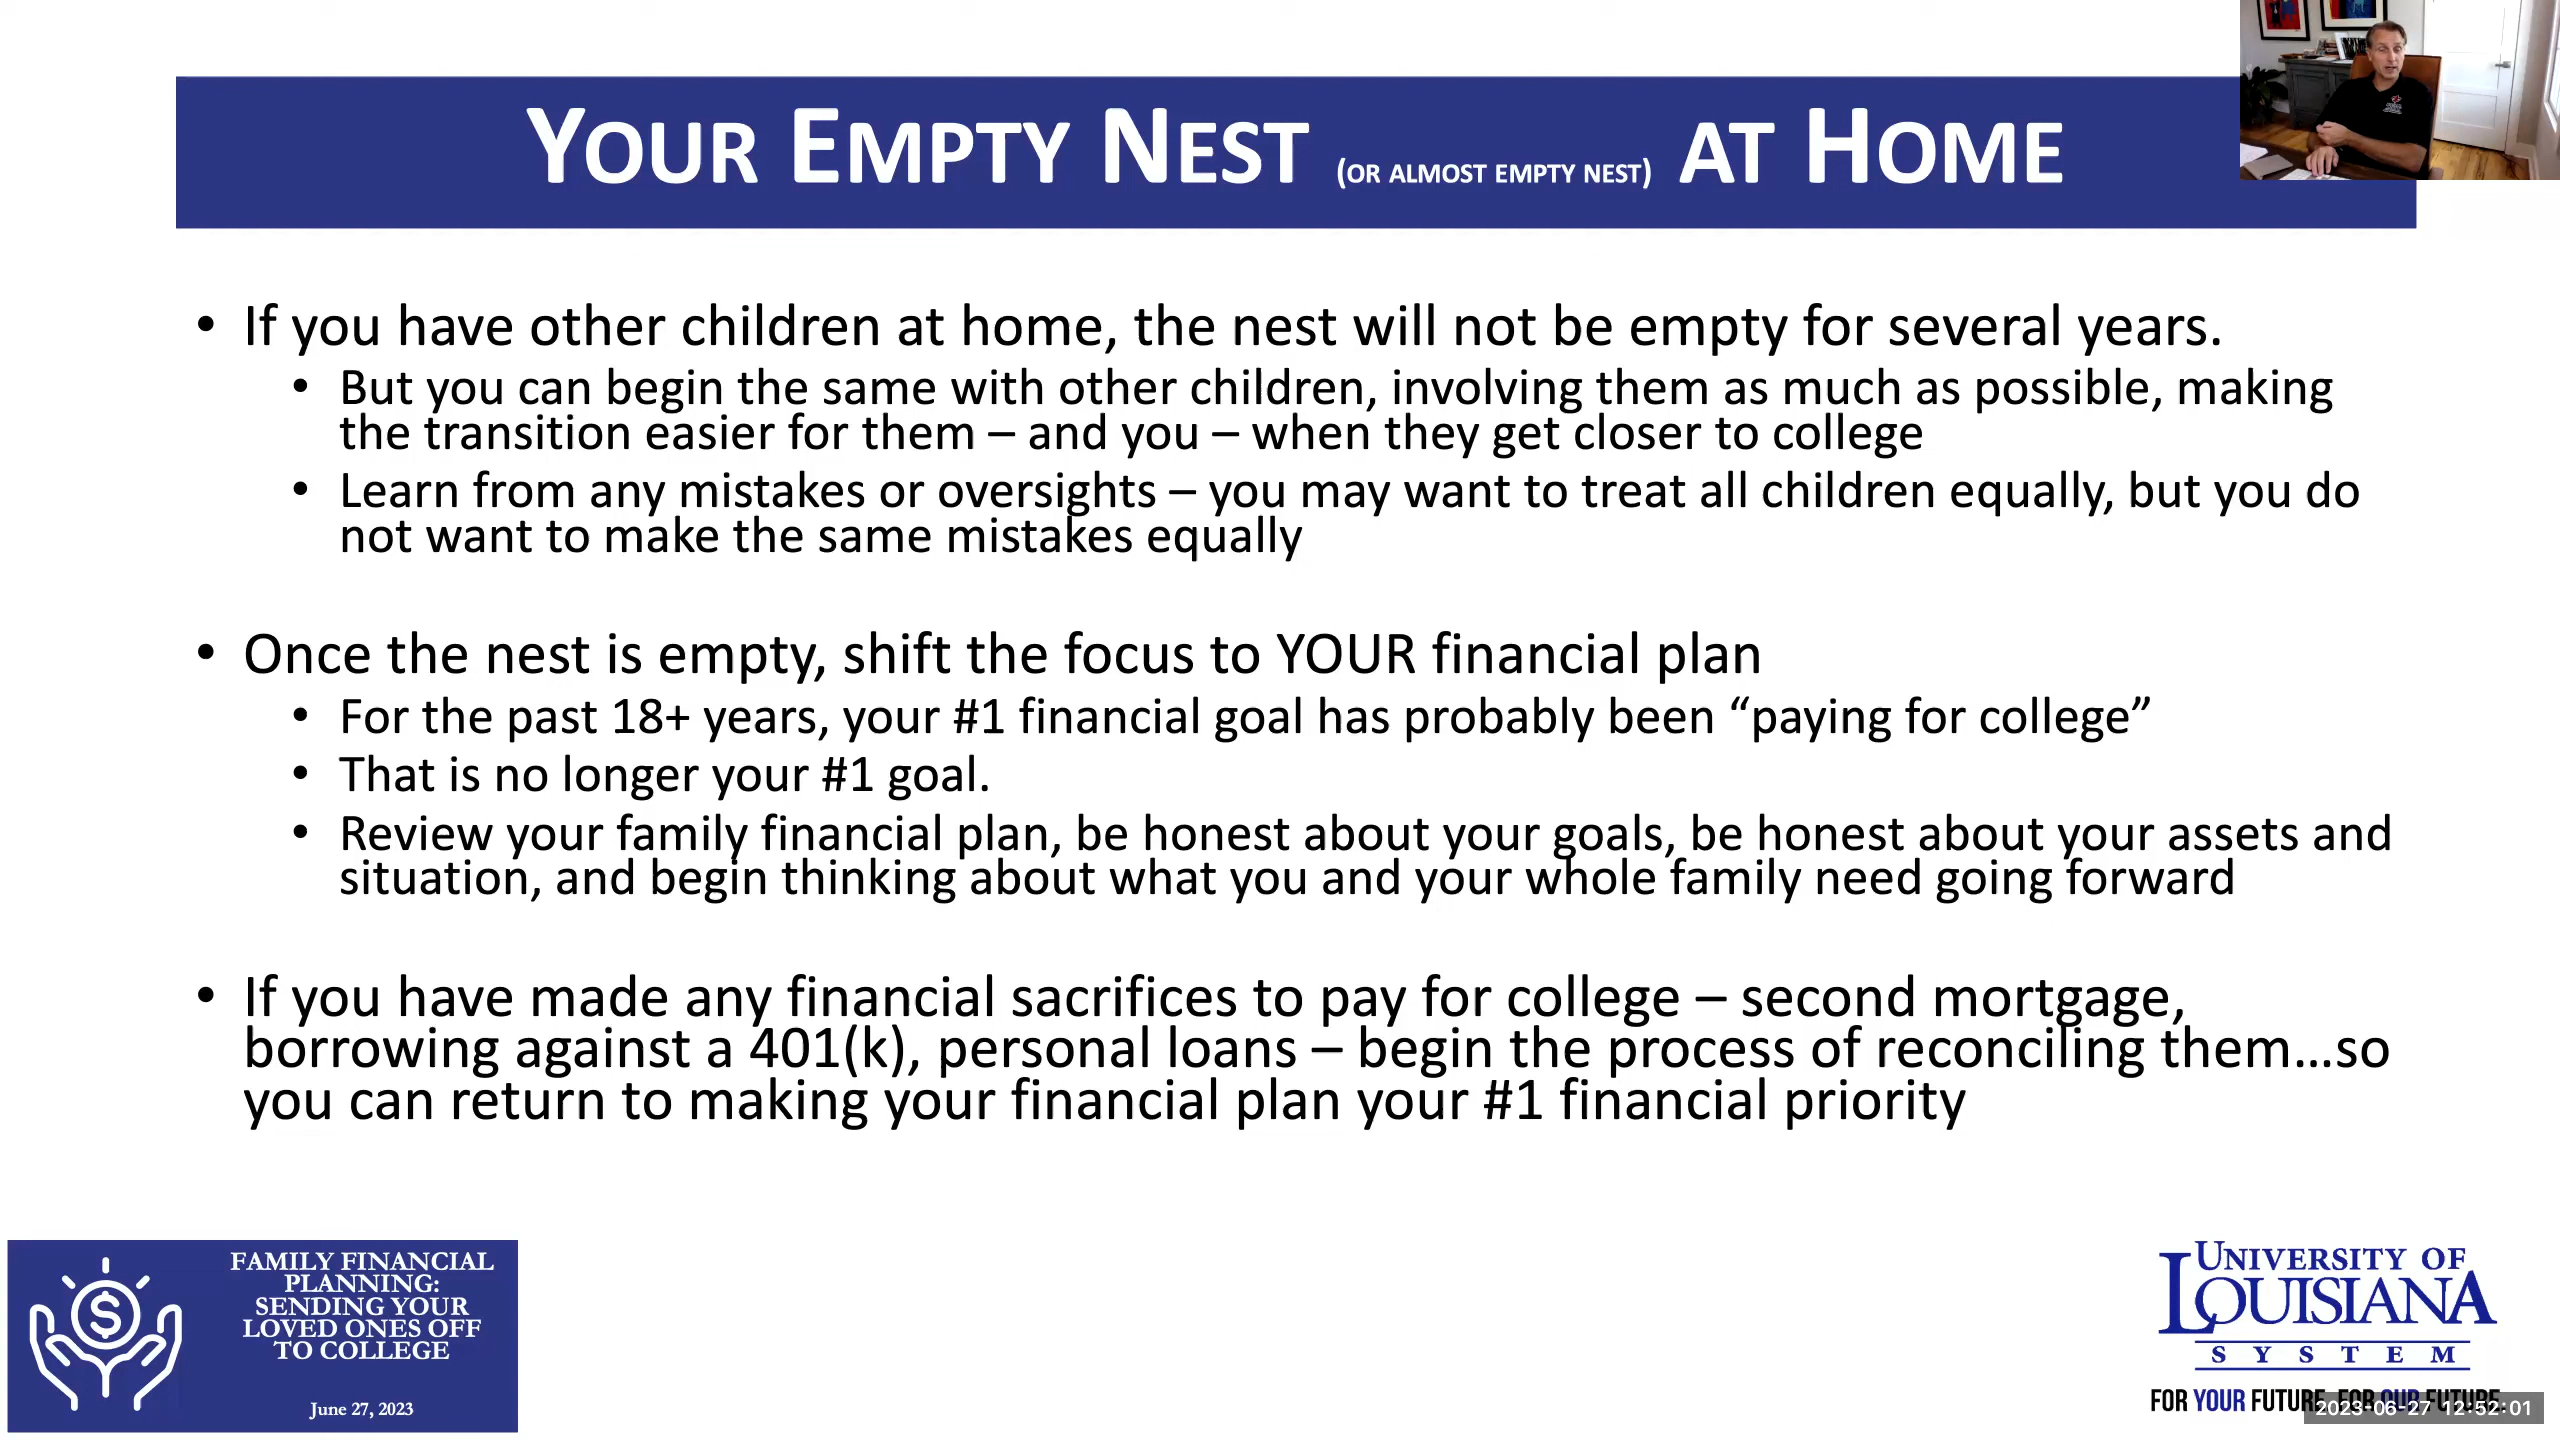 YOUR EMPTY NEST (OR ALMOST EMPTY NEST) AT HOME
• If you have other children at home, the nest will not be empty for several years.
• But you can begin the same with other children, involving them as much as possible, making
the transition easier for them – and you – when they get closer to college
• Learn from any mistakes or oversights – you may want to treat all children equally, but you do
not want to make the same mistakes equally
• Once the nest is empty, shift the focus to YOUR financial plan
• For the past 18+ years, your #1 financial goal has probably been “paying for college”
• That is no longer your #1 goal.
• Review your family financial plan, be honest about your goals, be honest about your assets and
situation, and begin thinking about what you and your whole family need going forward
• If you have made any financial sacrifices to pay for college – second mortgage,
borrowing against a 401(k), personal loans – begin the process of reconciling them…so
you can return to making your financial plan your #1 financial priority
FAMILY FINANCIAL
PLANNING:
SENDING YOUR
LOVED ONES OFF
TO COLLEGE
June 27, 2023
UNIVERSITY OF
LOUISIANA
SYSTEM
FOR YOUR FUTURE. FOR OUR FUTURE.
2023-06-27 12:52:01